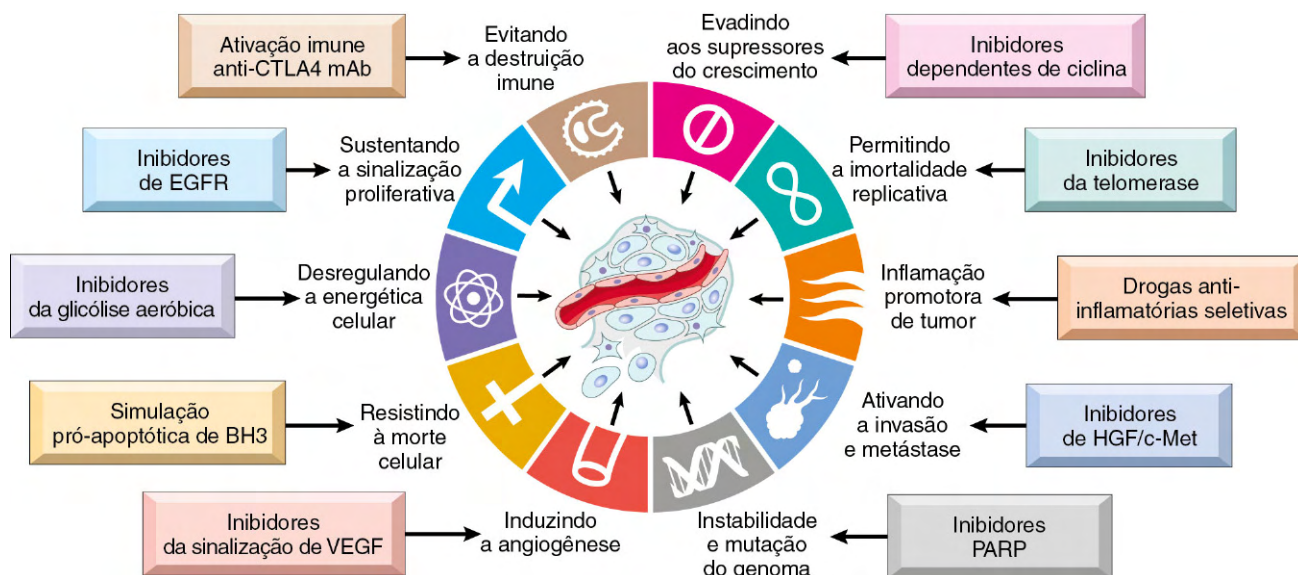 Ativação imune
anti-CTLA4 mAb
Evitando
a destruição
imune
Evadindo
aos supressores
do crescimento
Inibidores
dependentes de ciclina
Inibidores
de EGFR
Sustentando
a sinalização
proliferativa
Permitindo
a imortalidade
replicativa
Inibidores
da telomerase
Inibidores
da glicólise aeróbica
Desregulando
a energética
celular
Inflamação
promotora
de tumor
Drogas anti-
inflamatórias seletivas
Simulação
pró-apoptótica de BH3
Resistindo
à morte
celular
Ativando
a invasão
e metástase
Inibidores
de HGF/c-Met
Inibidores
da sinalização de VEGF
Induzindo
a angiogênese
Instabilidade
e mutação
do genoma
Inibidores
PARP